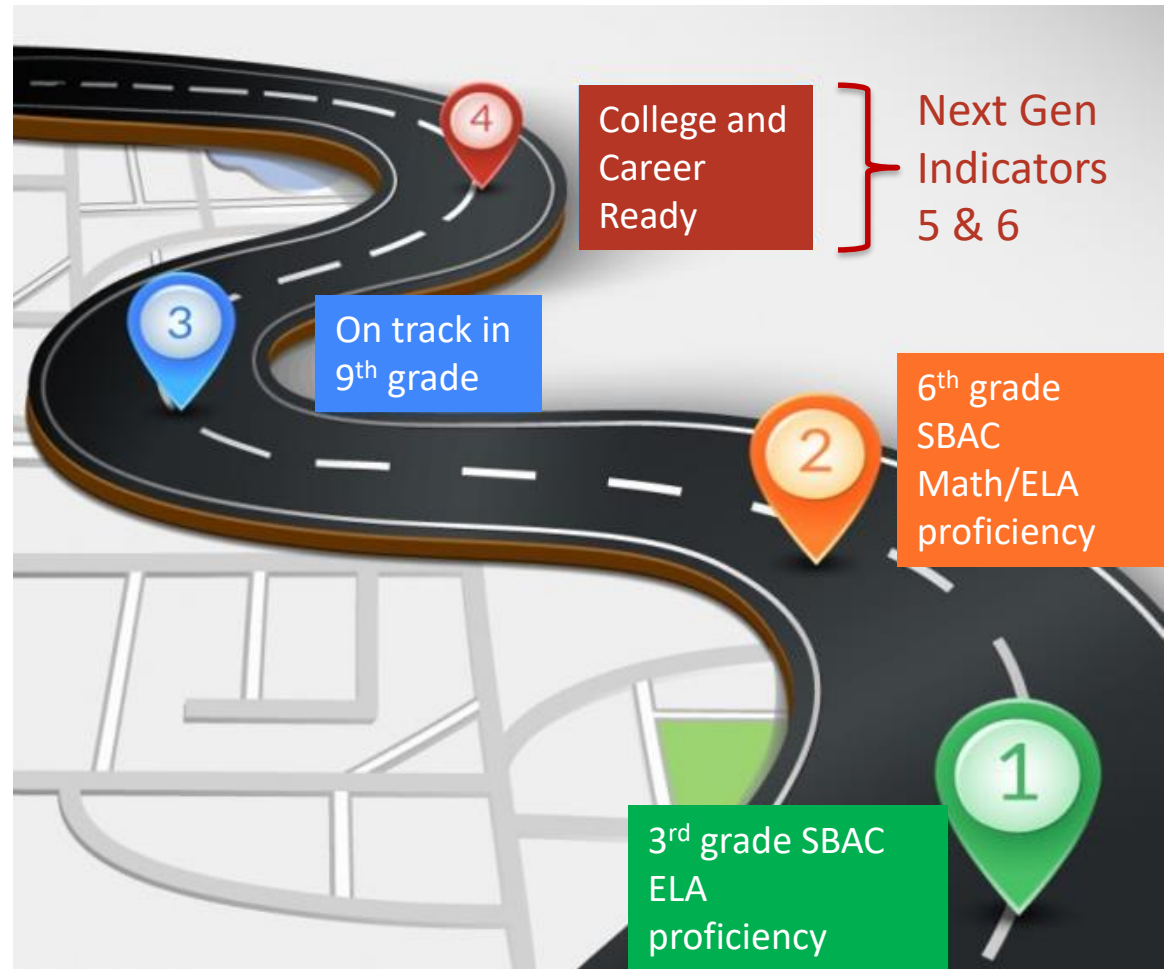 4
College and
Career
Ready
Next Gen
Indicators
5 & 6
3
On track in
9th grade
2
6th grade
SBAC
Math/ELA
proficiency
1
3rd grade SBAC
ELA
proficiency